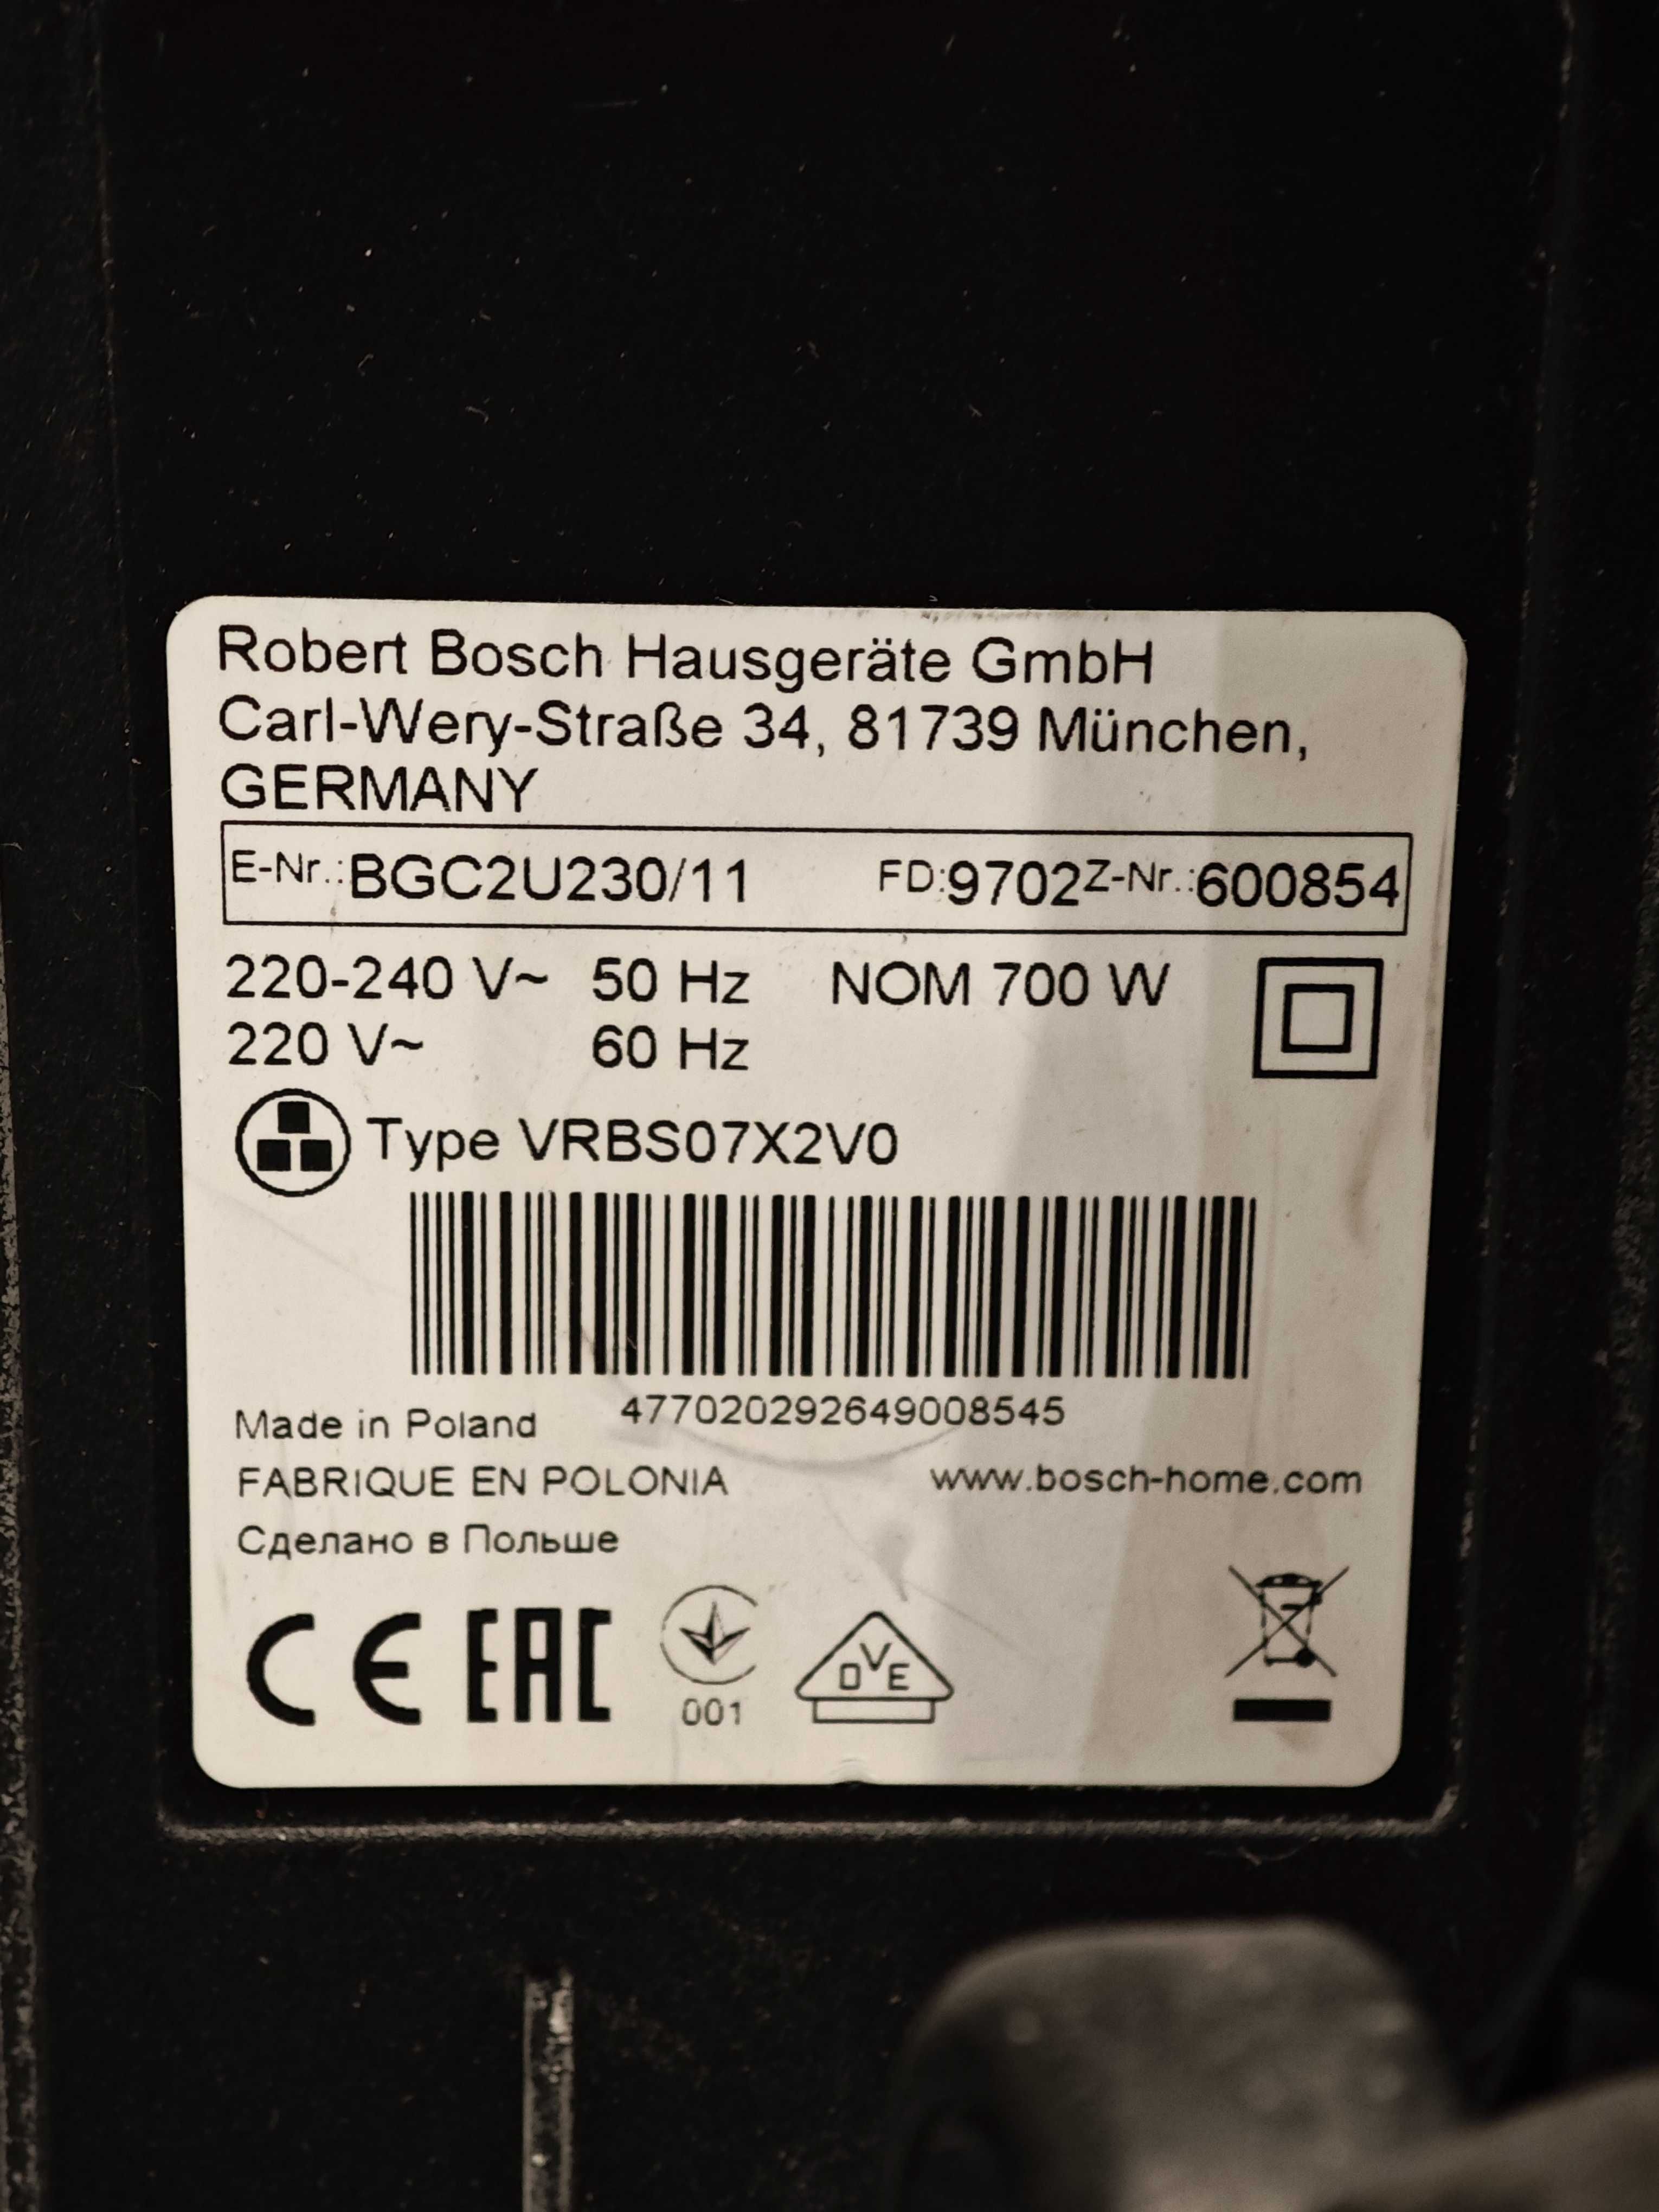 Robert Bosch Hausgeräte GmbH
Carl-Wery-Straße 34, 81739 München,
GERMANY
E-Nr.:BGC2U230/11 FD:9702 Z-Nr.:600854
220-240 V~ 50 Hz NOM 700 W
220 V~ 60 Hz
Type VRBS07X2V0
477020292649008545
Made in Poland
FABRIQUE EN POLONIA
www.bosch-home.com
Сделано в Польше
CE EAC
001
DVE